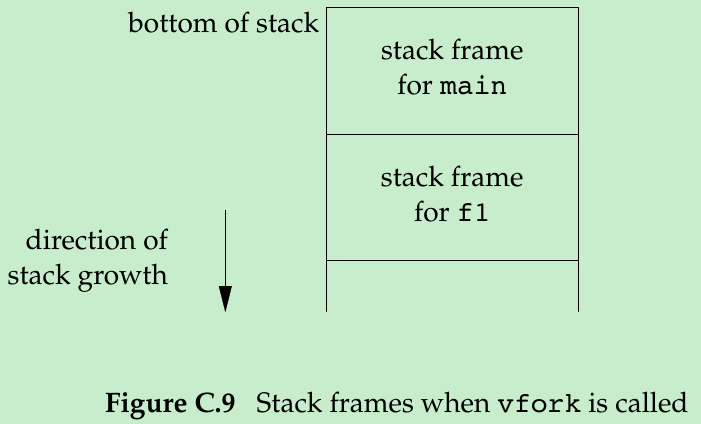 bottom of stack
stack frame
for main
stack frame
for f1
direction of
stack growth
Figure C.9 Stack frames when vfork is called